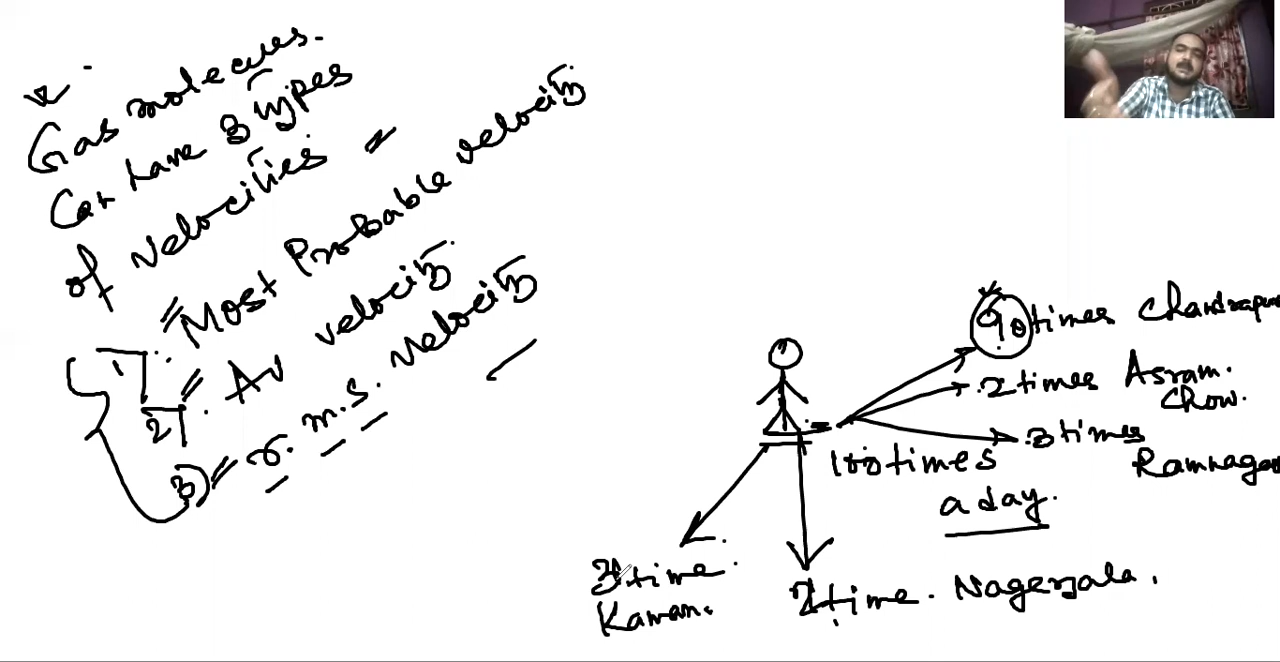 Gas molecules.
Can have 3 types
of velocities
1. Most Probable velocity
2. Av velocity
3) r.m.s. velocity
90 times Chandrapur
2 times Asram.
Chow.
3 times
Ramnagar
100 times
a day.
time.
time. Nagerjala.